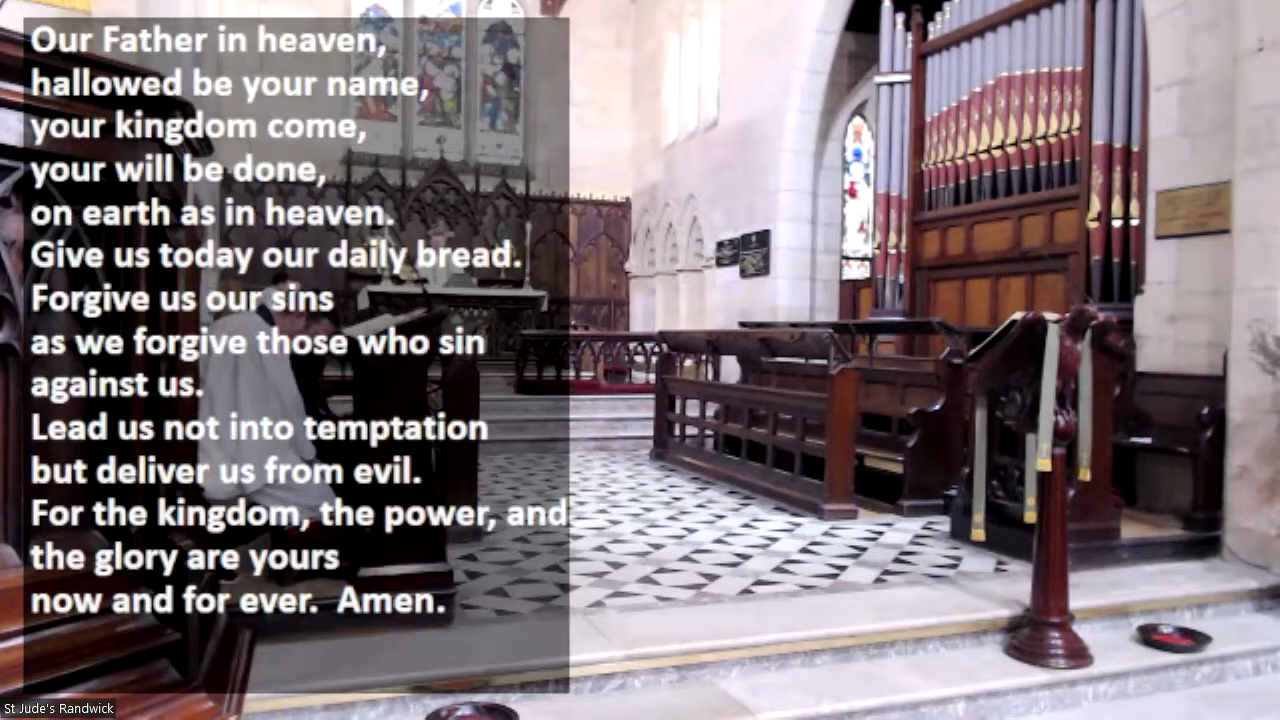 Our Father in heaven,
hallowed be your name,
your kingdom come,
your will be done,
on earth as in heaven.
Give us today our daily bread.
Forgive us our sins
as we forgive those who sin
against us.
Lead us not into temptation
but deliver us from evil.
For the kingdom, the power, and
the glory are yours
now and for ever.  Amen.
St Jude's Randwick